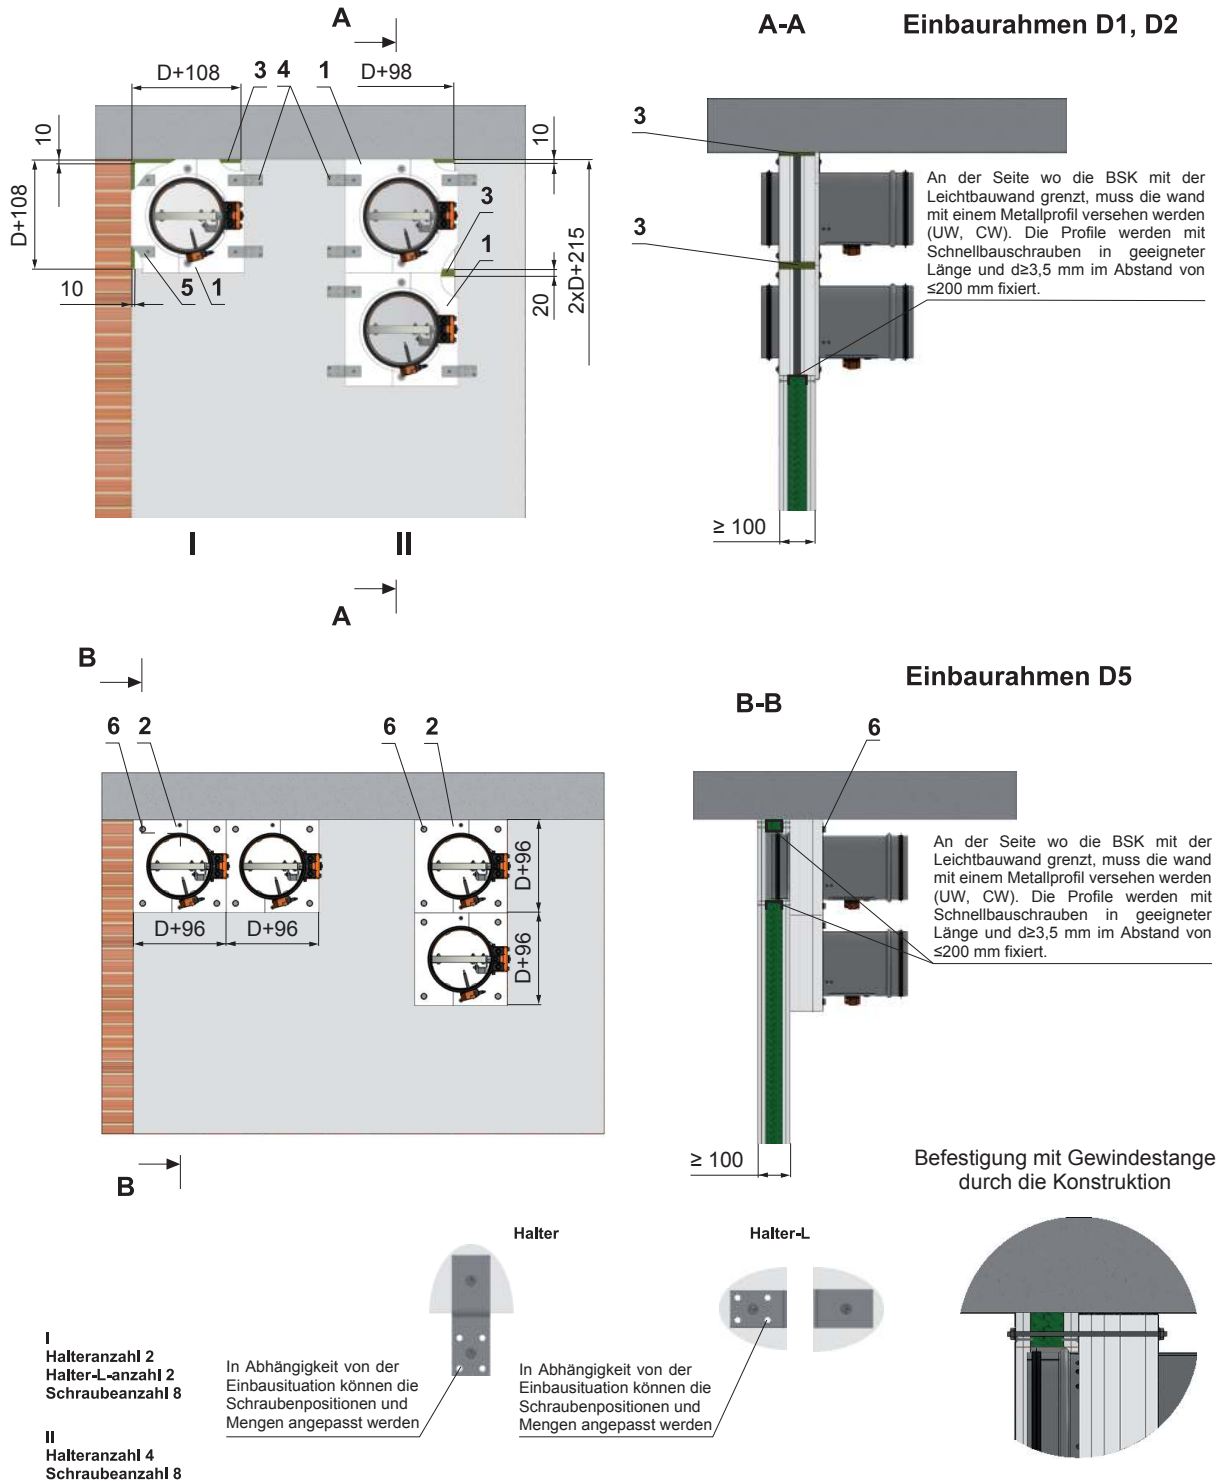 A
A-A
Einbaurahmen D1, D2
D+108
3
4
1
D+98
10
10
3
D+108
3
1
3
2xD+215
10
5
1
20
An der Seite wo die BSK mit der
Leichtbauwand grenzt, muss die wand
mit einem Metallprofil versehen werden
(UW, CW). Die Profile werden mit
Schnellbauschrauben in geeigneter
Länge und d≥3,5 mm im Abstand von
≤200 mm fixiert.
≥ 100
I
II
A
B
Einbaurahmen D5
B-B
6
2
6
2
6
D+96
D+96
D+96
D+96
An der Seite wo die BSK mit der
Leichtbauwand grenzt, muss die wand
mit einem Metallprofil versehen werden
(UW, CW). Die Profile werden mit
Schnellbauschrauben in geeigneter
Länge und d≥3,5 mm im Abstand von
≤200 mm fixiert.
≥ 100
B
Befestigung mit Gewindestange
durch die Konstruktion
Halter
Halter-L
I
Halteranzahl 2
Halter-L-anzahl 2
Schraubeanzahl 8
In Abhängigkeit von der
Einbausituation können die
Schraubenpositionen und
Mengen angepasst werden
In Abhängigkeit von der
Einbausituation können die
Schraubenpositionen und
Mengen angepasst werden
II
Halteranzahl 4
Schraubeanzahl 8